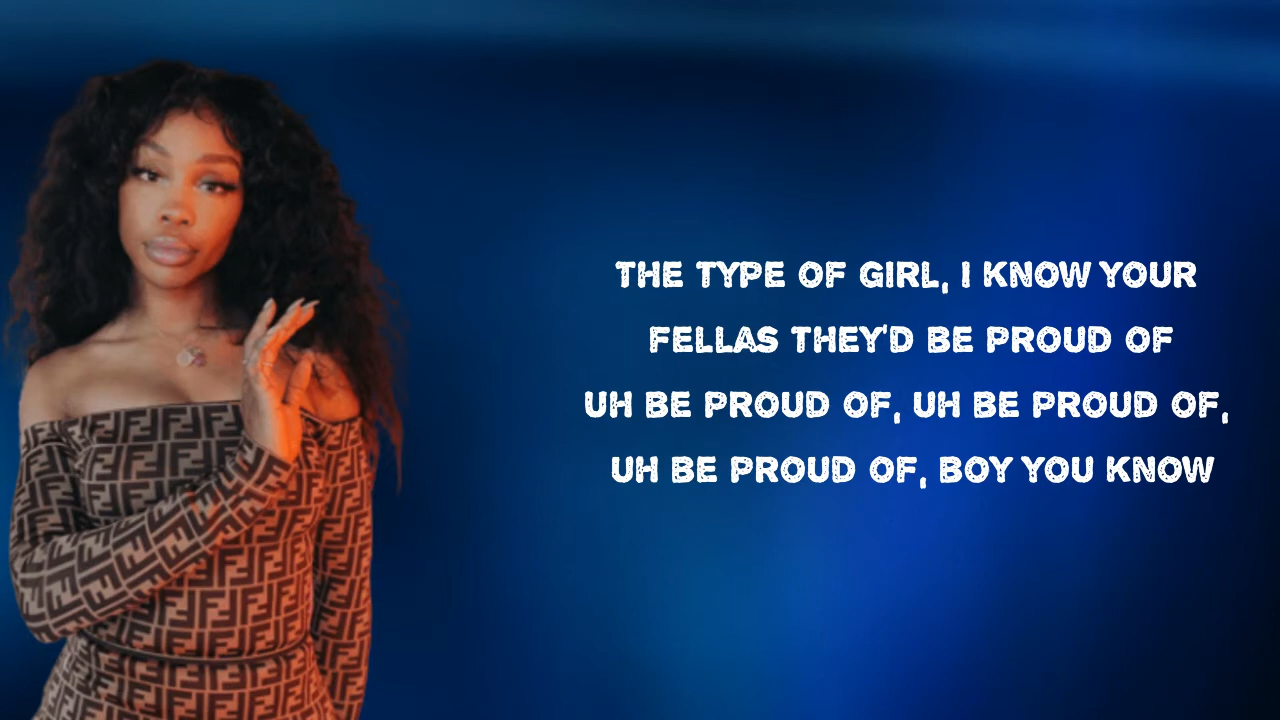 THE TYPE OF GIRL, I KNOW YOUR
FELLAS THEY'D BE PROUD OF
UH BE PROUD OF, UH BE PROUD OF,
UH BE PROUD OF, BOY YOU KNOW